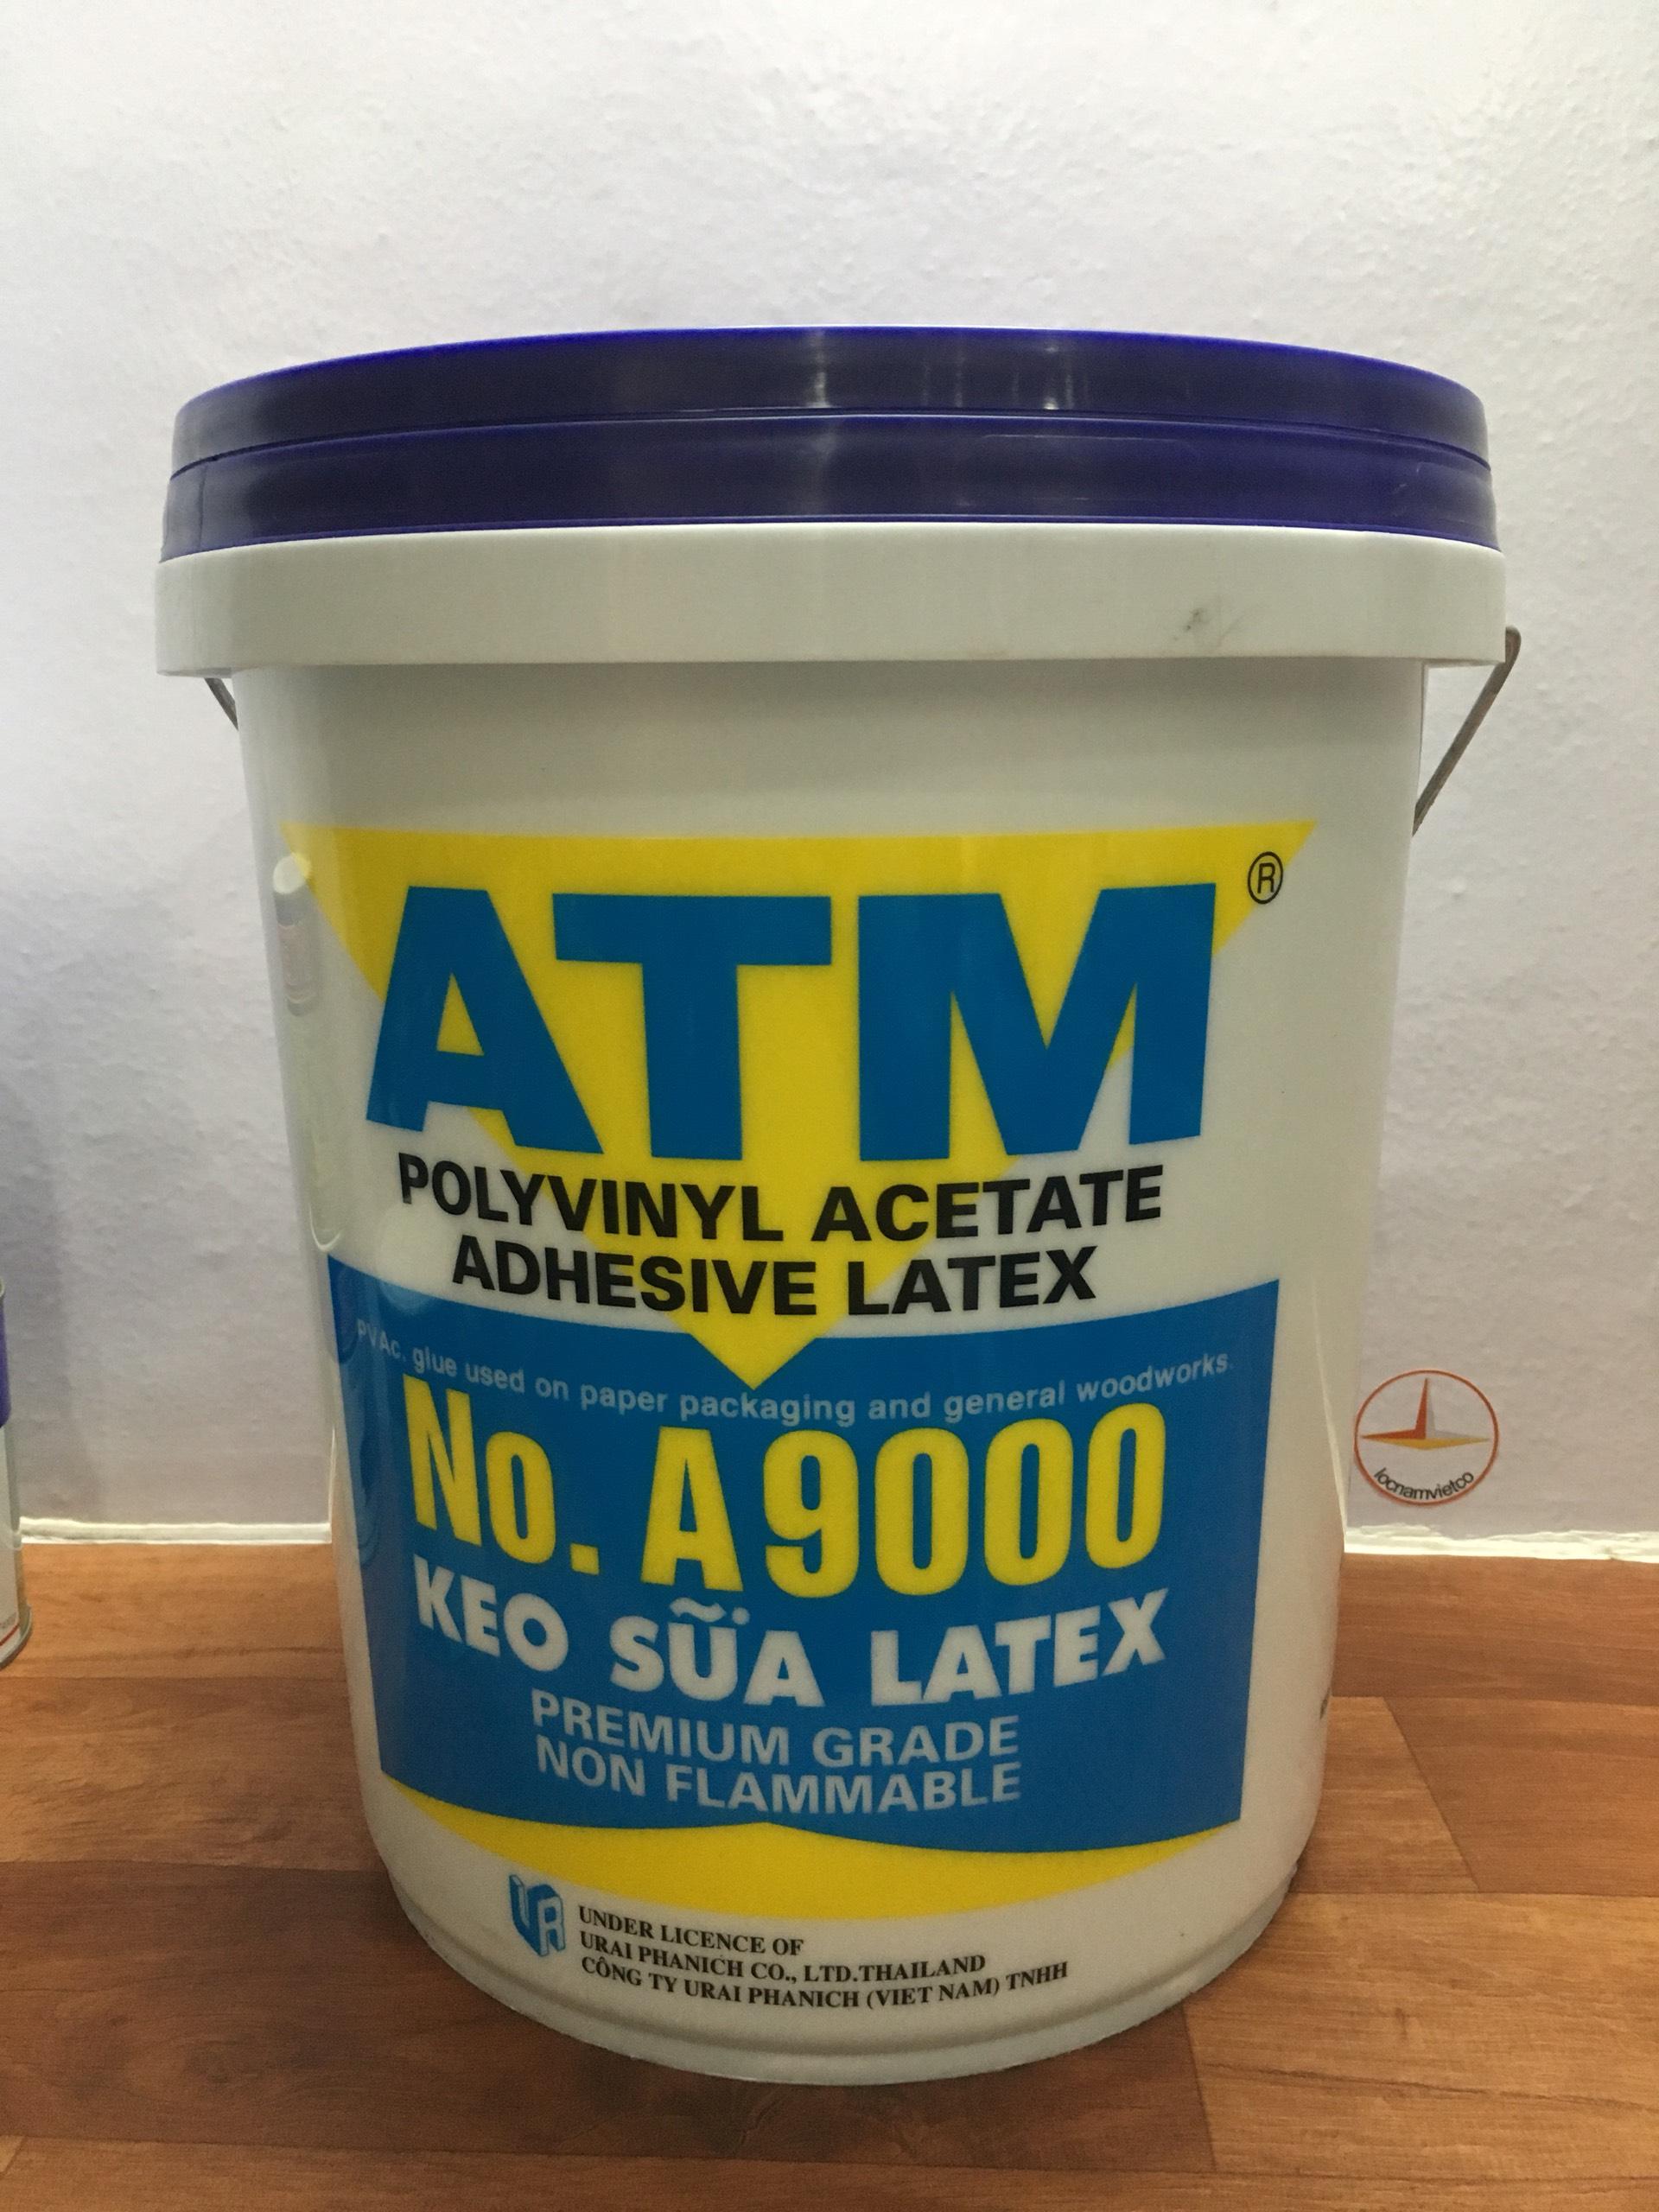 ATM®
POLYVINYL ACETATE
ADHESIVE LATEX
PVAc. glue used on paper packaging and general woodworks.
No. A9000
KEO SỮA LATEX
PREMIUM GRADE
NON FLAMMABLE
UNDER LICENCE OF
URAI PHANICH CO., LTD.THAILAND
CÔNG TY URAI PHANICH (VIET NAM) TNHH
locnamvietco